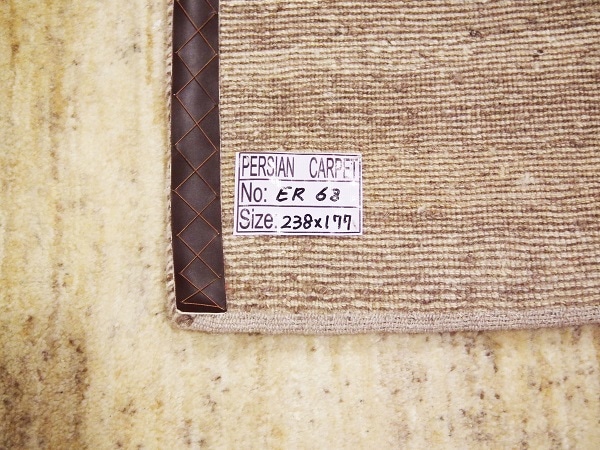 PERSIAN CARPET
No: ER 68
Size: 238x177